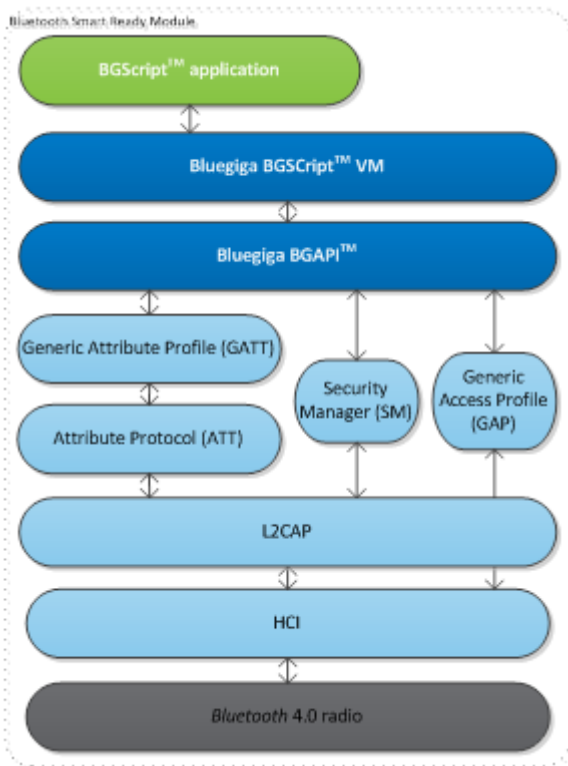 Bluetooth Smart Ready Module
BGScript™ application
Bluegiga BGSCript™ VM
Bluegiga BGAPI™
Generic Attribute Profile (GATT)
Security
Manager (SM)
Generic
Access Profile
(GAP)
Attribute Protocol (ATT)
L2CAP
HCI
Bluetooth 4.0 radio